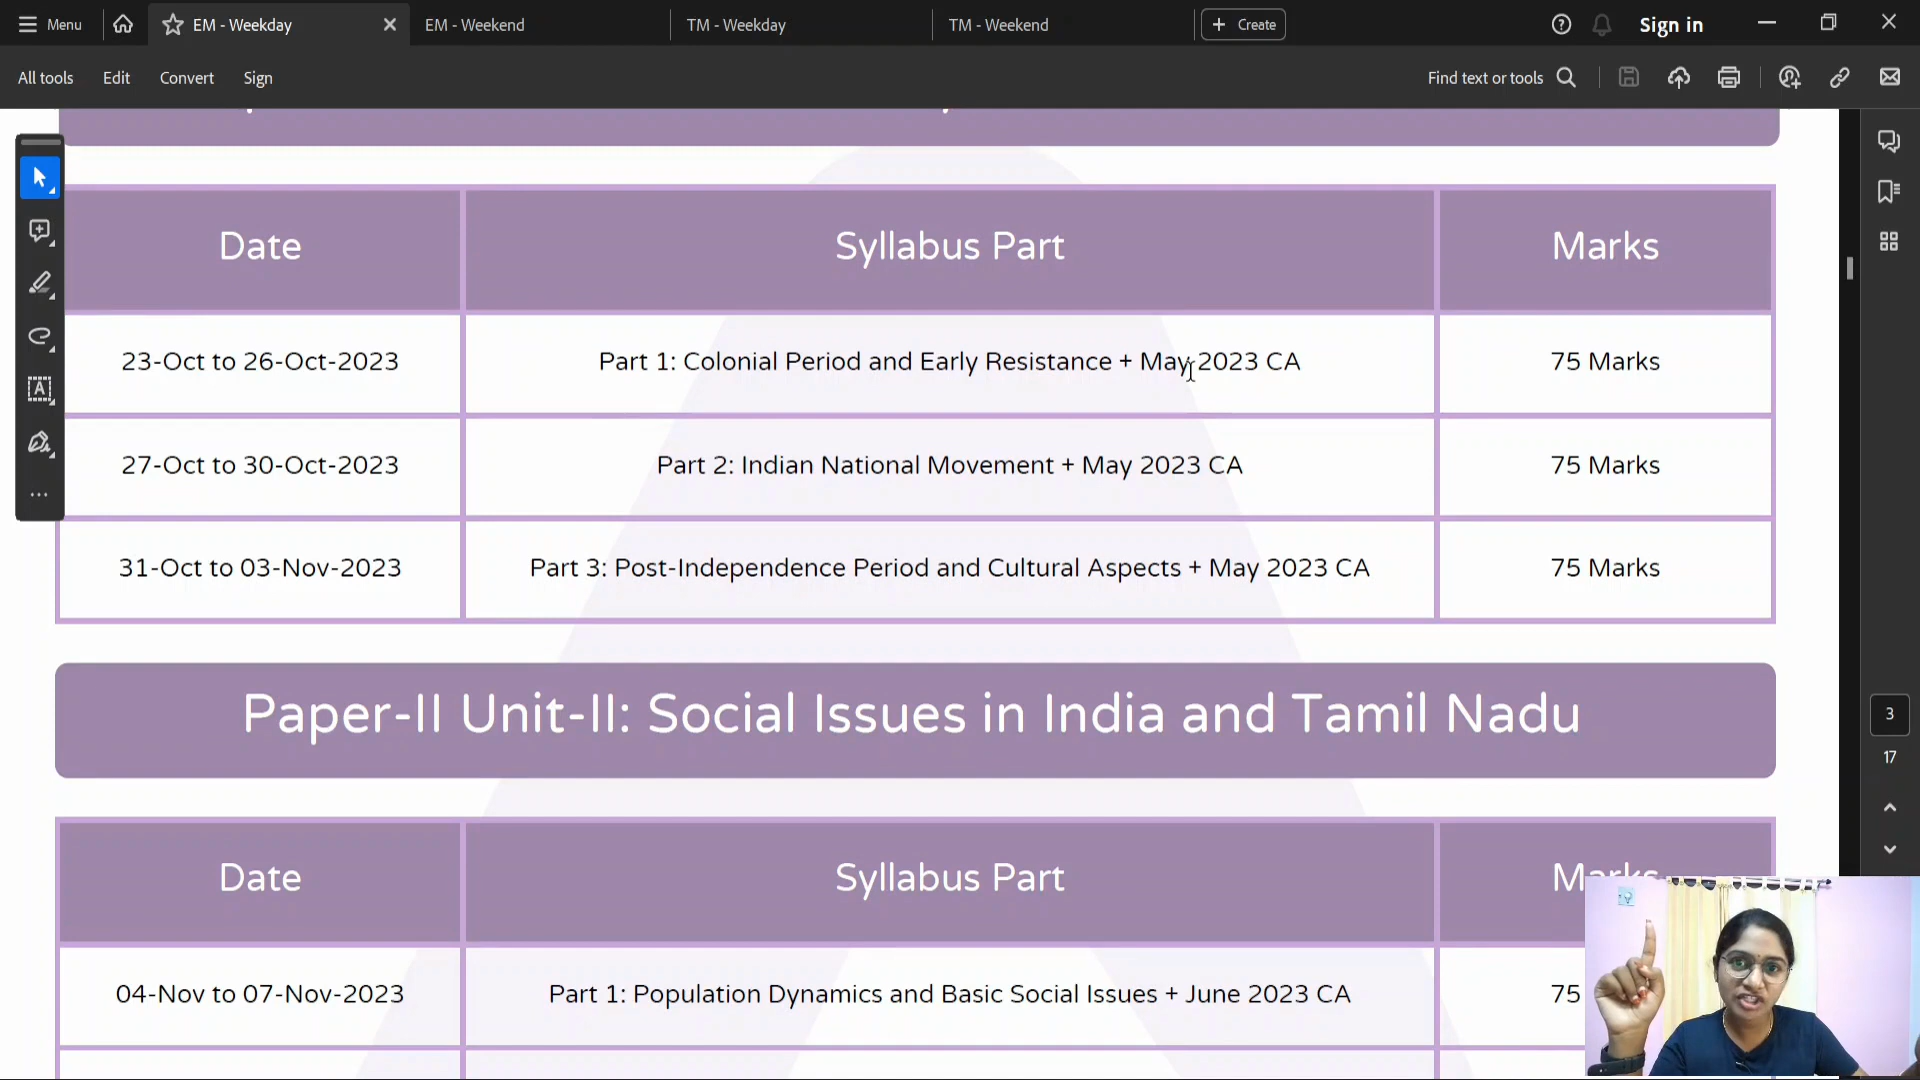 Menu
EM - Weekday
EM - Weekend
TM - Weekday
TM - Weekend
Create
Sign in
All tools
Edit
Convert
Sign
Find text or tools
Date
Syllabus Part
Marks
23-Oct to 26-Oct-2023
Part 1: Colonial Period and Early Resistance + May 2023 CA
75 Marks
27-Oct to 30-Oct-2023
Part 2: Indian National Movement + May 2023 CA
75 Marks
31-Oct to 03-Nov-2023
Part 3: Post-Independence Period and Cultural Aspects + May 2023 CA
75 Marks
Paper-II Unit-II: Social Issues in India and Tamil Nadu
3
17
Date
Syllabus Part
Marks
04-Nov to 07-Nov-2023
Part 1: Population Dynamics and Basic Social Issues + June 2023 CA
75